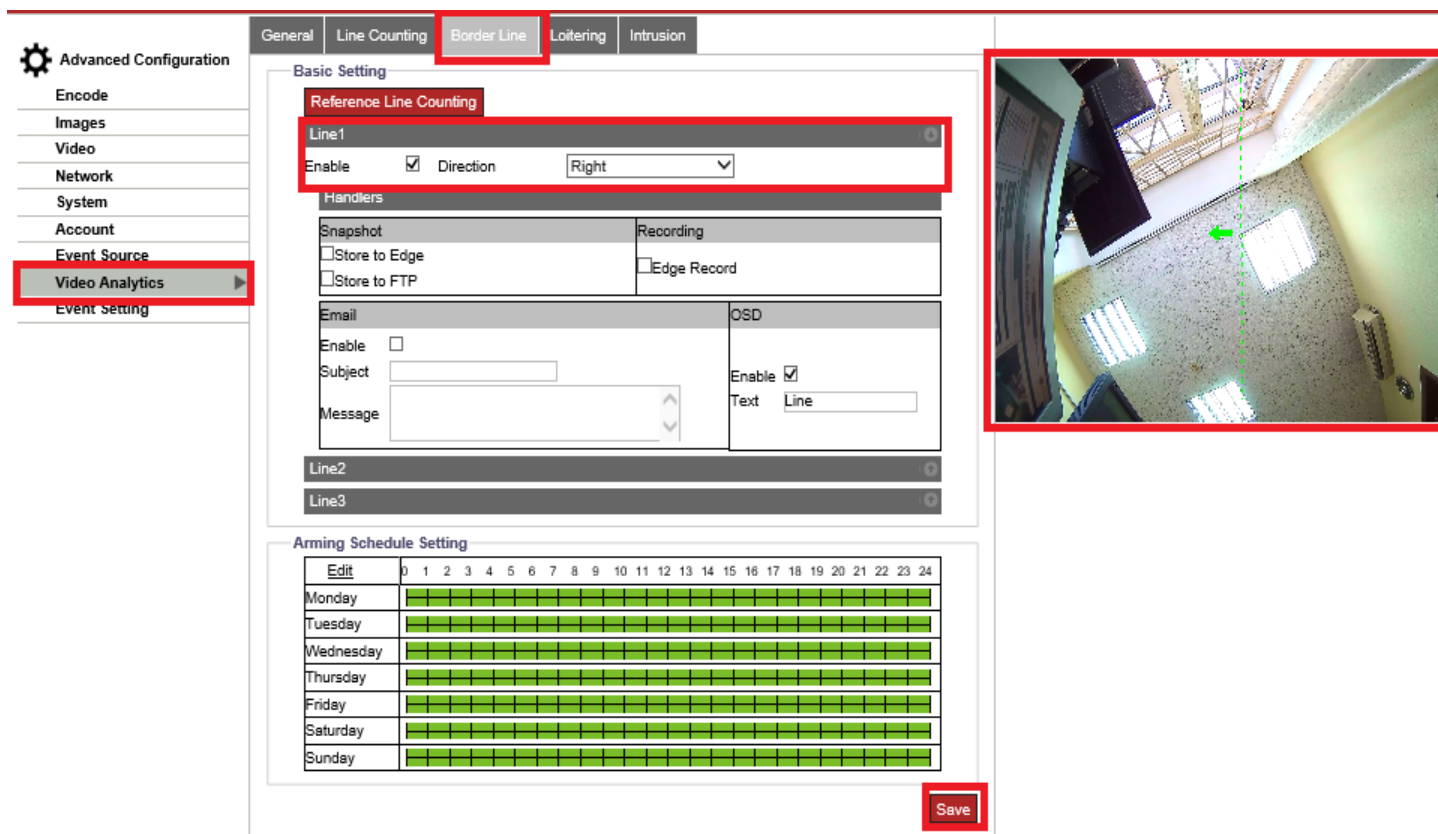 General Line Counting Border Line Loitering Intrusion
Advanced Configuration
Encode
Images
Video
Network
System
Account
Event Source
Video Analytics
Event Setting
Basic Setting
Reference Line Counting
Line1
Enable Direction Right
Handlers
Snapshot Recording
Store to Edge
Store to FTP
Edge Record
Email OSD
Enable
Subject
Message
Enable
Text Line
Line2
Line3
Arming Schedule Setting
Edit 0 1 2 3 4 5 6 7 8 9 10 11 12 13 14 15 16 17 18 19 20 21 22 23 24
Monday
Tuesday
Wednesday
Thursday
Friday
Saturday
Sunday
Save